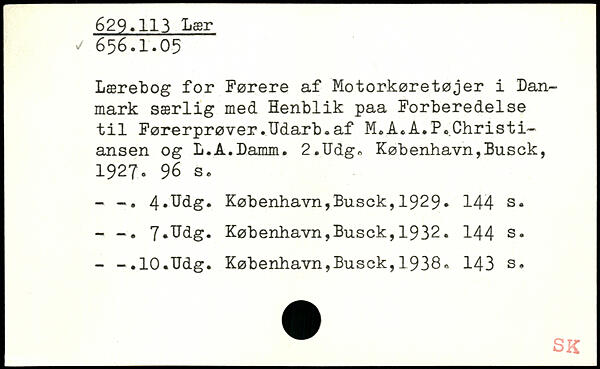 629.113 Lær
✓ 656.1.05
Lærebog for Førere af Motorkøretøjer i Dan-
mark særlig med Henblik paa Forberedelse
til Førerprøver.Udarb.af M.A.A.P.Christi-
ansen og L.A.Damm. 2.Udg. København,Busck,
1927. 96 s.
- -. 4.Udg. København,Busck,1929. 144 s.
- -. 7.Udg. København,Busck,1932. 144 s.
- -.10.Udg. København,Busck,1938. 143 s.
SK